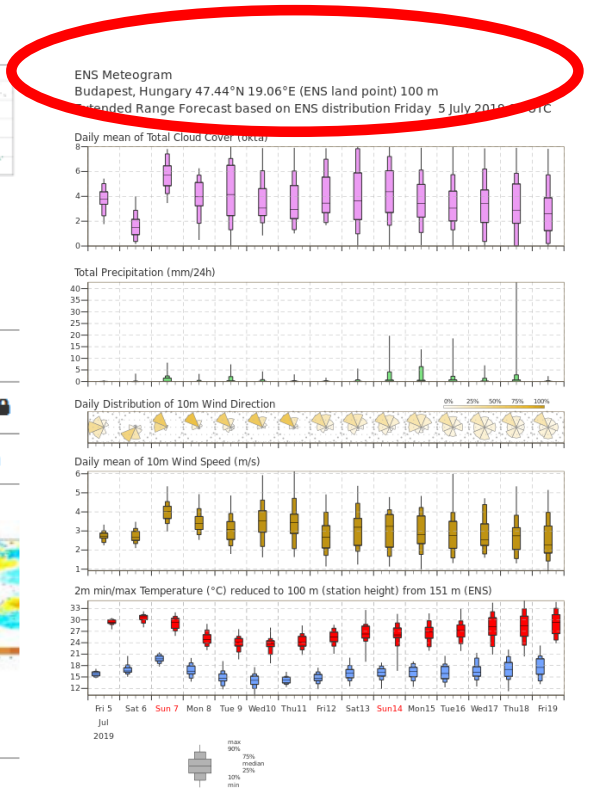 ENS Meteogram
Budapest, Hungary 47.44°N 19.06°E (ENS land point) 100 m
Extended Range Forecast based on ENS distribution Friday 5 July 2019 UTC
Daily mean of Total Cloud Cover (okta)
8
6
4
2
0
Total Precipitation (mm/24h)
40
35
30
25
20
15
10
5
0
Daily Distribution of 10m Wind Direction
0% 25% 50% 75% 100%
Daily mean of 10m Wind Speed (m/s)
6
5
4
3
2
1
2m min/max Temperature (°C) reduced to 100 m (station height) from 151 m (ENS)
33
30
27
24
21
18
15
12
Fri 5 Sat 6 Sun 7 Mon 8 Tue 9 Wed10 Thu11 Fri12 Sat13 Sun14 Mon15 Tue16 Wed17 Thu18 Fri19
Jul
2019
max
90%
75%
median
25%
10%
min